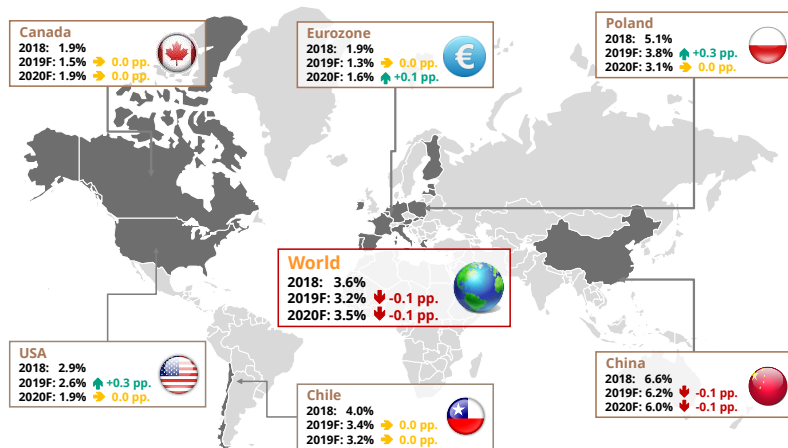 Canada
2018: 1.9%
2019F: 1.5% 0.0 pp.
2020F: 1.9% 0.0 pp.
Eurozone
2018: 1.9%
2019F: 1.3% 0.0 pp.
2020F: 1.6% +0.1 pp.
€
Poland
2018: 5.1%
2019F: 3.8% +0.3 pp.
2020F: 3.1% 0.0 pp.
World
2018: 3.6%
2019F: 3.2% -0.1 pp.
2020F: 3.5% -0.1 pp.
USA
2018: 2.9%
2019F: 2.6% +0.3 pp.
2020F: 1.9% 0.0 pp.
Chile
2018: 4.0%
2019F: 3.4% 0.0 pp.
2019F: 3.2% 0.0 pp.
China
2018: 6.6%
2019F: 6.2% -0.1 pp.
2020F: 6.0% -0.1 pp.